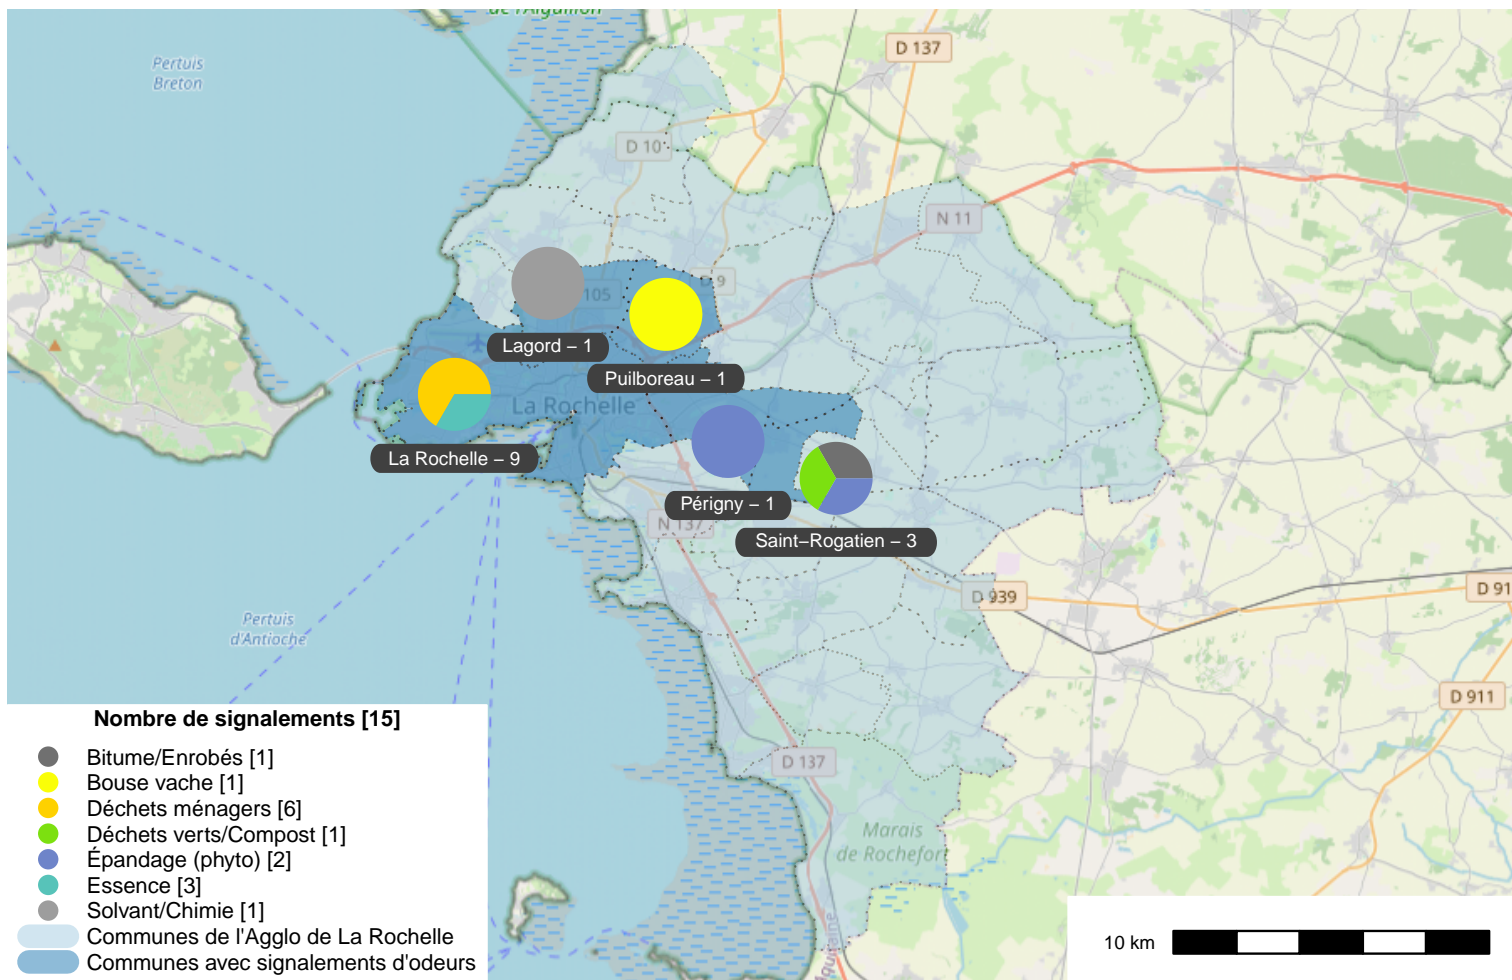 de l'Aiguillon
D 137
Pertuis
Breton
D 10
N 11
D 9
105
Lagord – 1
Puilboreau – 1
La Rochelle
La Rochelle – 9
Périgny – 1
N 137
Saint–Rogatien – 3
D 939
D 91
Pertuis
d'Antioche
D 911
D 137
Marais
de Rochefort
Nombre de signalements [15]
Bitume/Enrobés [1]
Bouse vache [1]
Déchets ménagers [6]
Déchets verts/Compost [1]
Épandage (phyto) [2]
Essence [3]
Solvant/Chimie [1]
Communes de l'Agglo de La Rochelle
Communes avec signalements d'odeurs
10 km